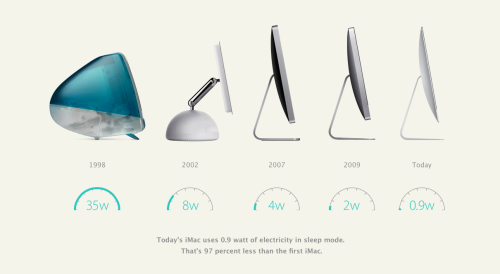 1998 2002 2007 2009 Today
35w 8w 4w 2w 0.9w
Today's iMac uses 0.9 watt of electricity in sleep mode.
That's 97 percent less than the first iMac.